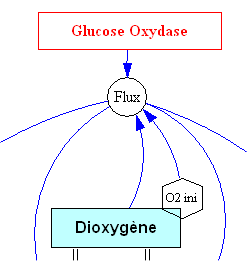 Glucose Oxydase
Flux
O2 ini
Dioxygène